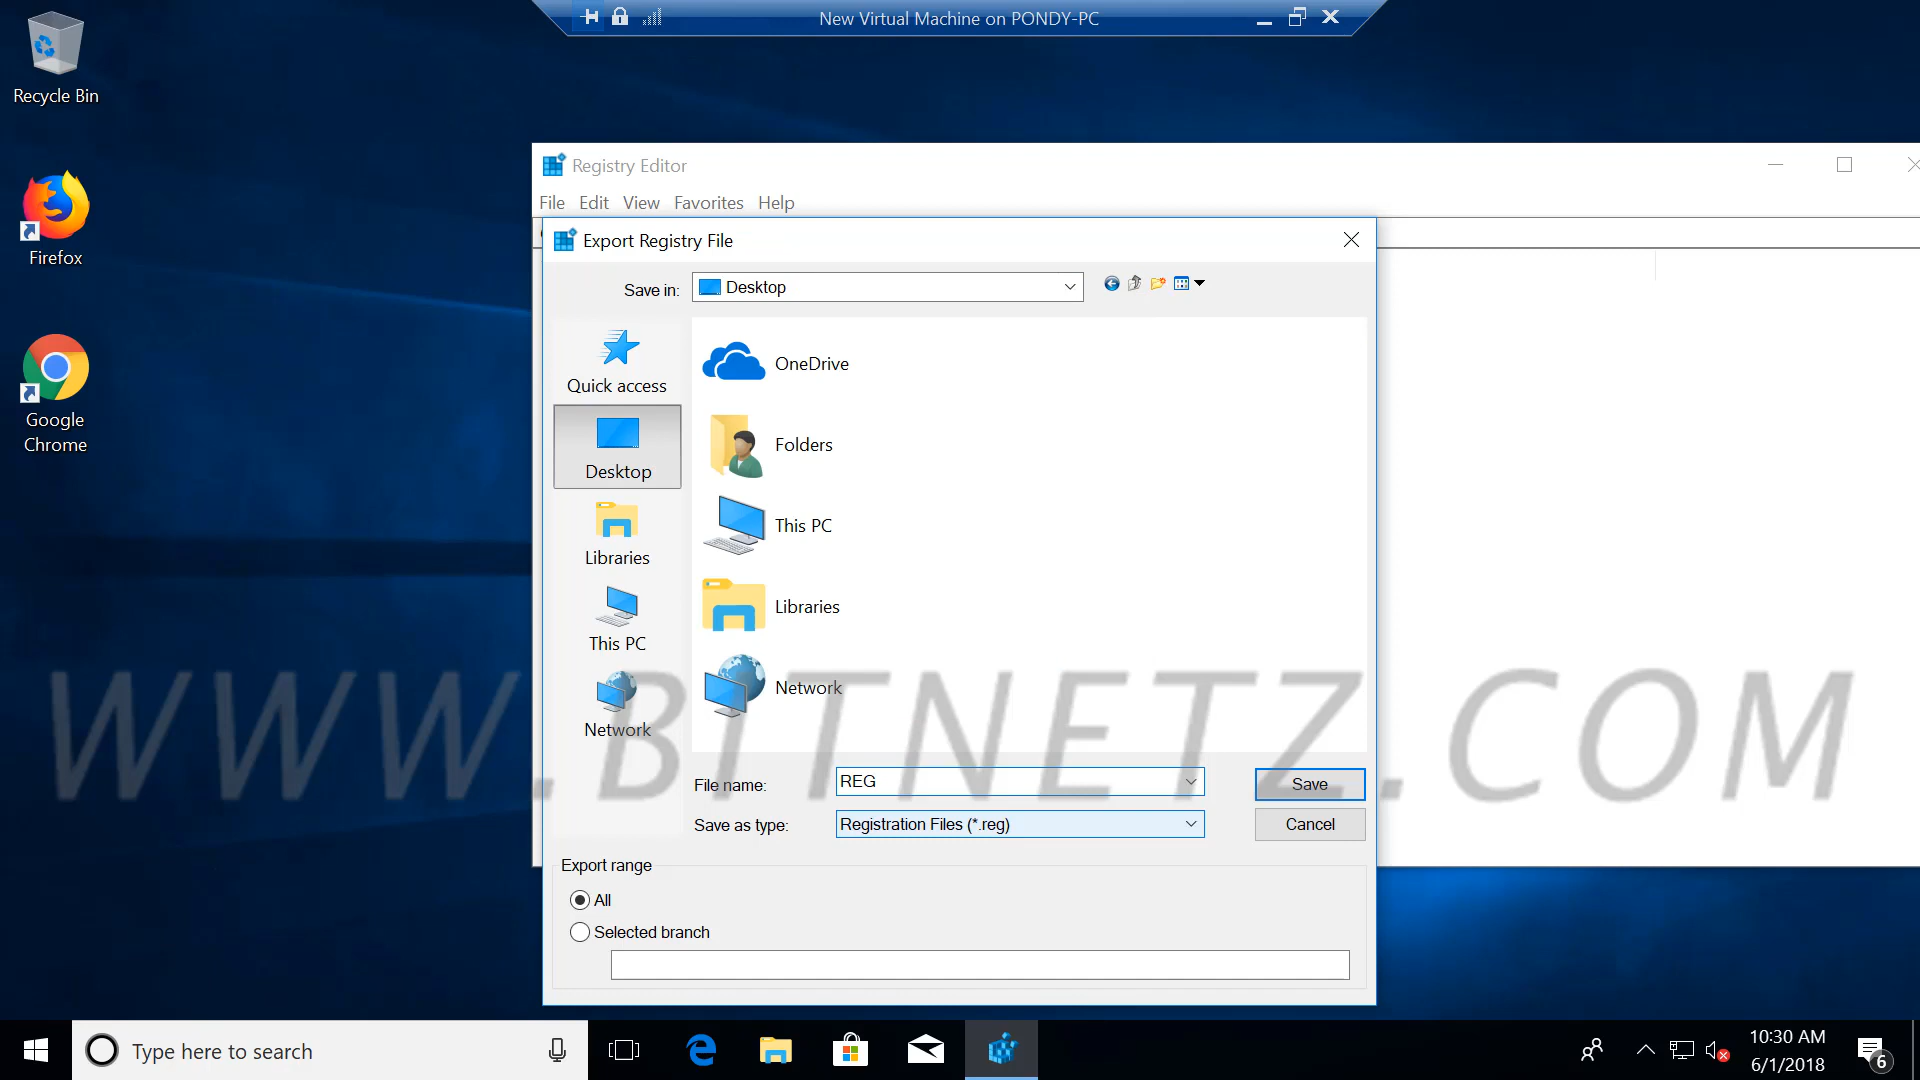 New Virtual Machine on PONDY-PC
Recycle Bin
Firefox
Google
Chrome
Registry Editor
File Edit View Favorites Help
Export Registry File
Save in: Desktop
Quick access
Desktop
Libraries
This PC
Network
OneDrive
Folders
This PC
Libraries
Network
WWW.BITNETZ.COM
File name: REG
Save
Save as type: Registration Files (*.reg)
Cancel
Export range
All
Selected branch
Type here to search
10:30 AM
6/1/2018
6